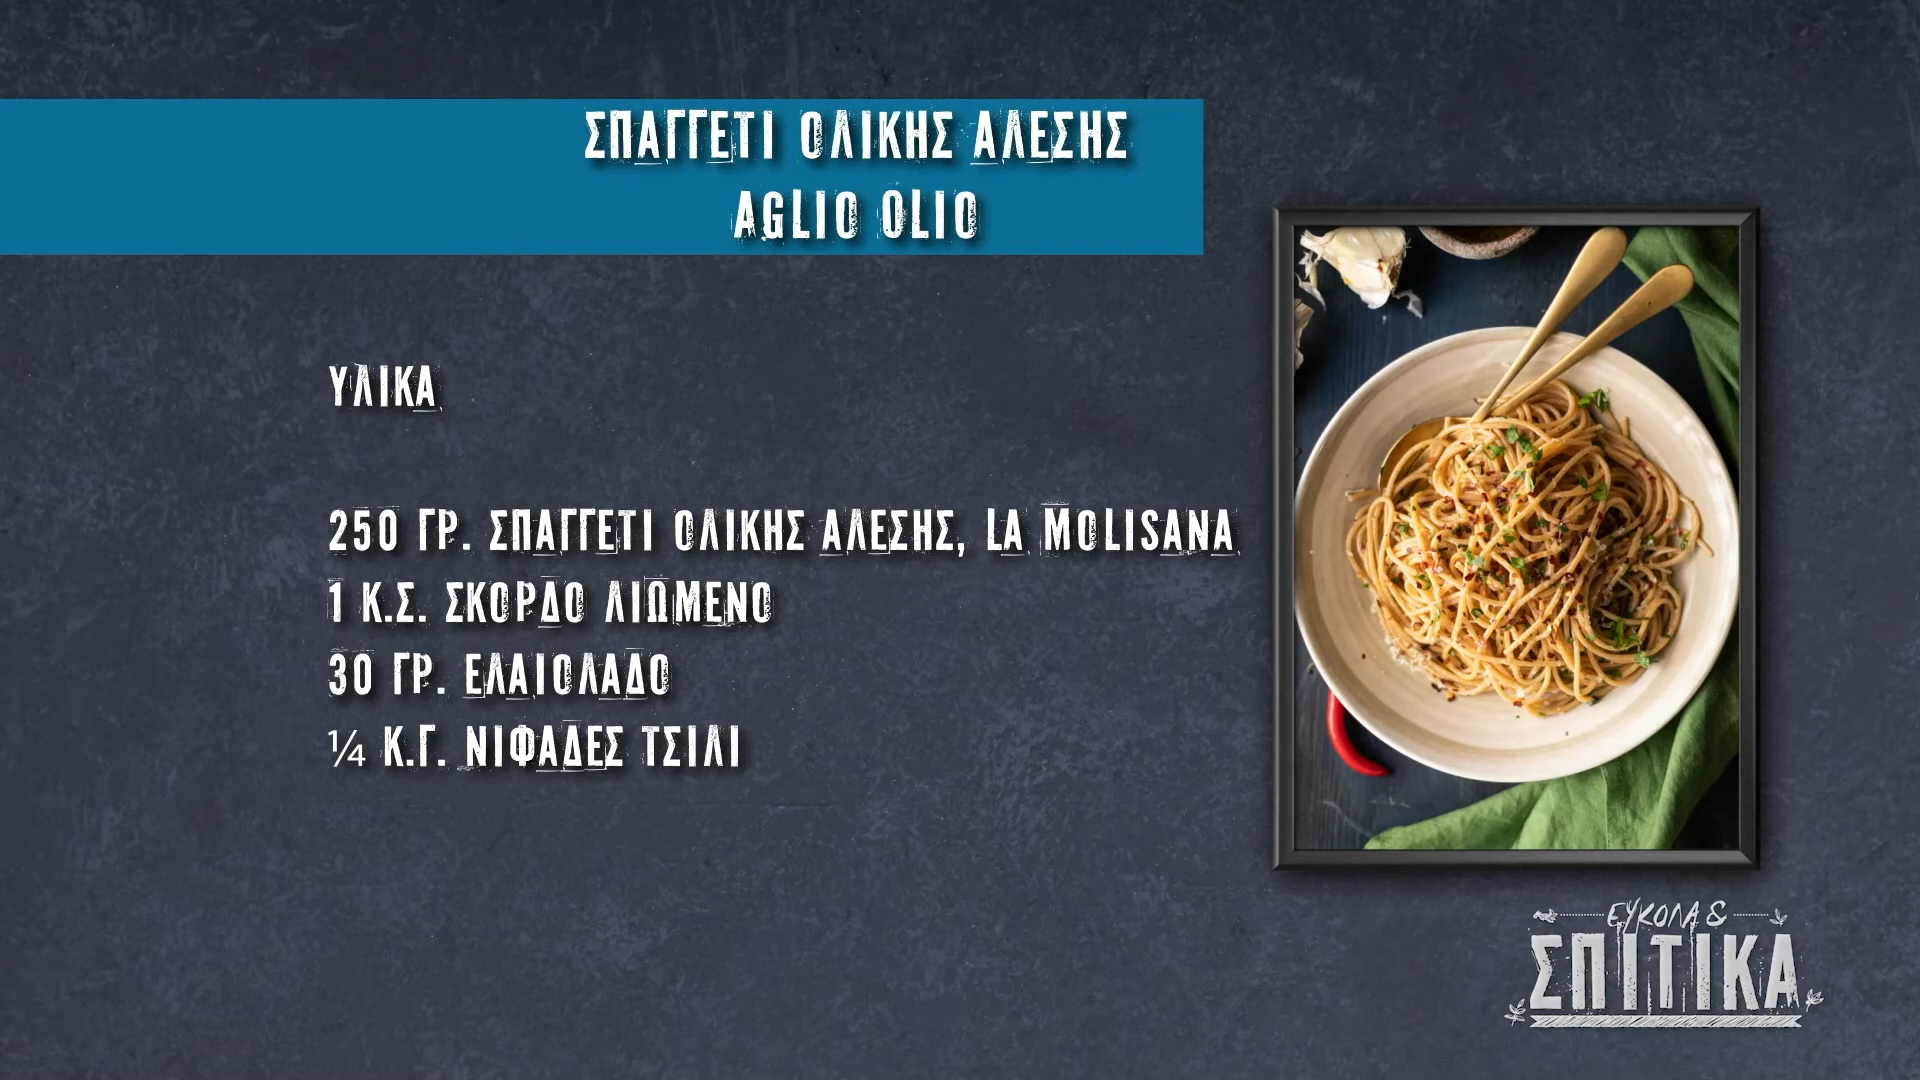 ΣΠΑΓΓΕΤΙ ΟΛΙΚΗΣ ΑΛΕΣΗΣ
AGLIO OLIO
ΥΛΙΚΑ
250 ΓΡ. ΣΠΑΓΓΕΤΙ ΟΛΙΚΗΣ ΑΛΕΣΗΣ, LA MOLISANA
1 Κ.Σ. ΣΚΟΡΔΟ ΛΙΩΜΕΝΟ
30 ΓΡ. ΕΛΑΙΟΛΑΔΟ
¼ Κ.Γ. ΝΙΦΑΔΕΣ ΤΣΙΛΙ
ΕΥΚΟΛΑ &
ΣΠΙΤΙΚΑ